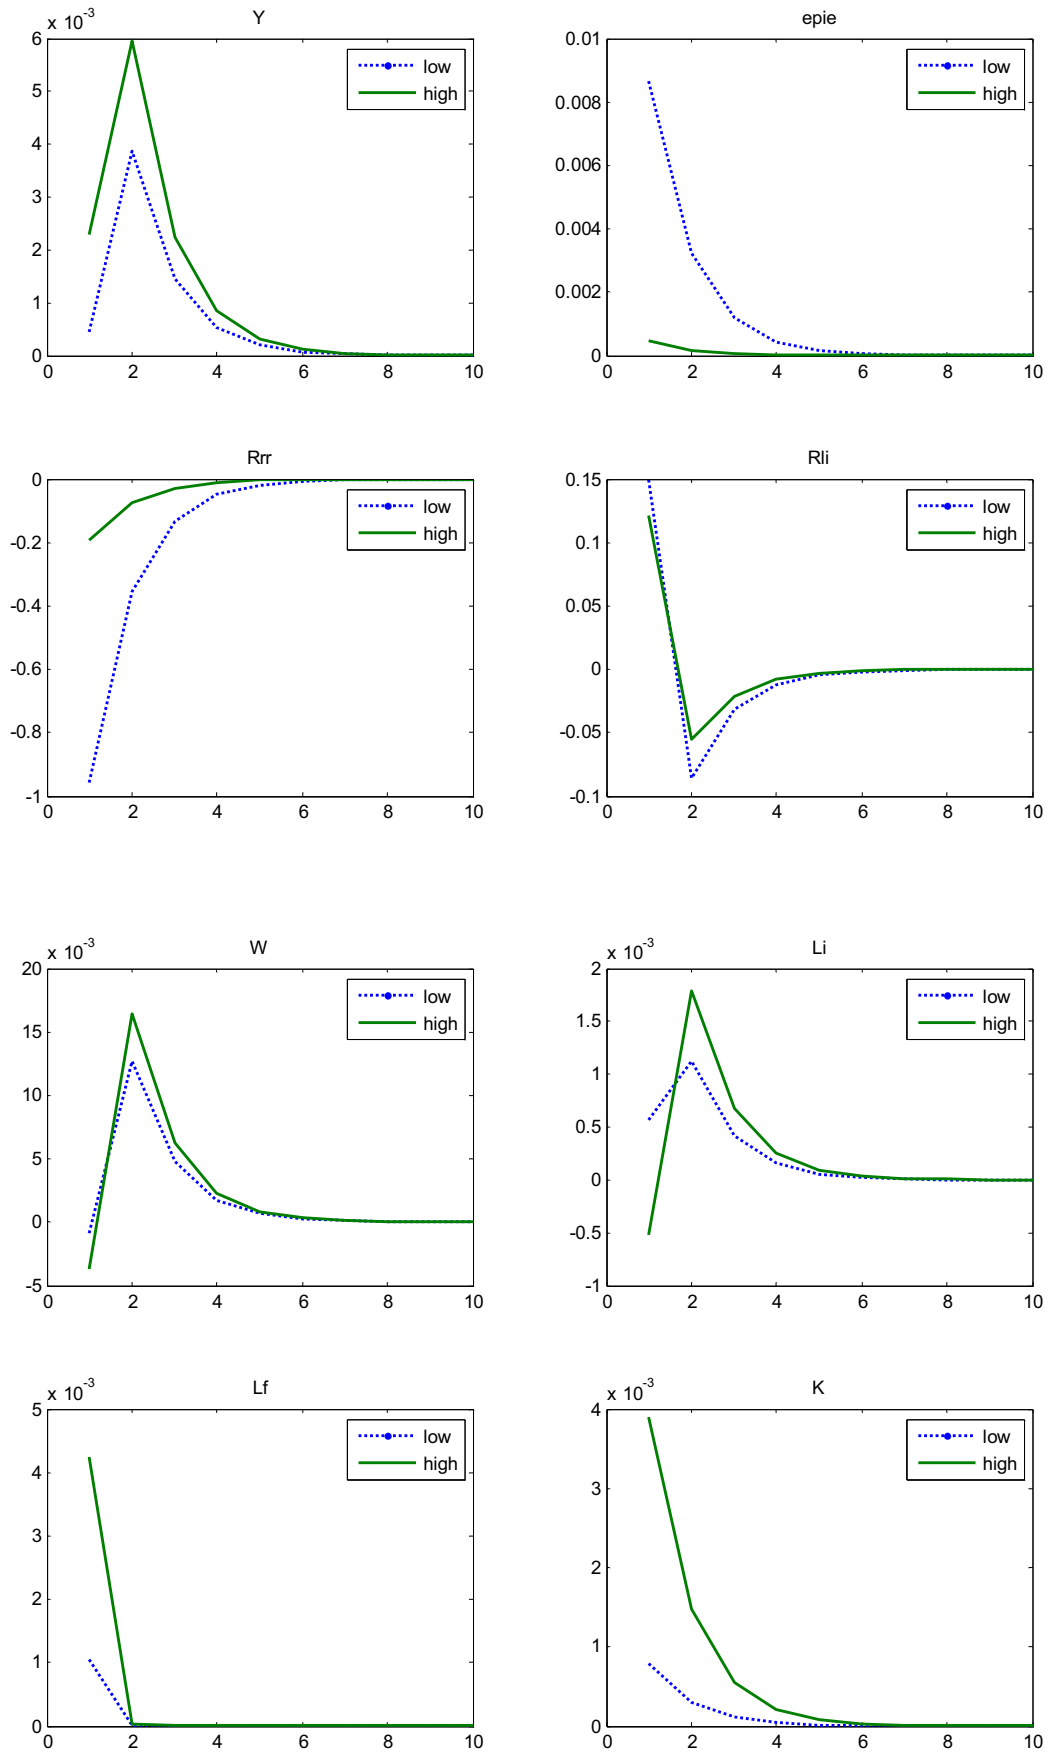 Y
x 10^-3
6
5
4
3
2
1
0
0 2 4 6 8 10
low
high
epie
0.01
0.008
0.006
0.004
0.002
0
0 2 4 6 8 10
low
high
Rrr
0
-0.2
-0.4
-0.6
-0.8
-1
0 2 4 6 8 10
low
high
Rli
0.15
0.1
0.05
0
-0.05
-0.1
0 2 4 6 8 10
low
high
W
x 10^-3
20
15
10
5
0
-5
0 2 4 6 8 10
low
high
Li
x 10^-3
2
1.5
1
0.5
0
-0.5
-1
0 2 4 6 8 10
low
high
Lf
x 10^-3
5
4
3
2
1
0
0 2 4 6 8 10
low
high
K
x 10^-3
4
3
2
1
0
0 2 4 6 8 10
low
high